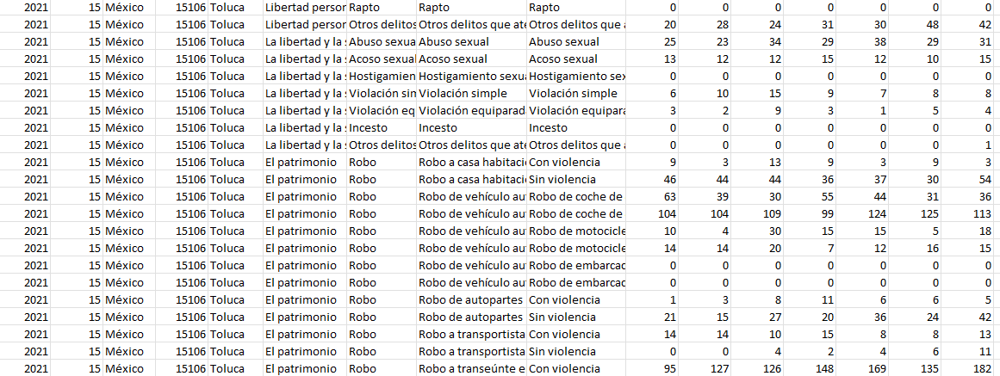 2021 15 México 15106 Toluca Libertad person Rapto Rapto Rapto 0 0 0 0 0 0 0
2021 15 México 15106 Toluca Libertad person Otros delitos Otros delitos que ate Otros delitos que a 20 28 24 31 30 48 42
2021 15 México 15106 Toluca La libertad y la s Abuso sexua Abuso sexual Abuso sexual 25 23 34 29 38 29 31
2021 15 México 15106 Toluca La libertad y la s Acoso sexual Acoso sexual Acoso sexual 13 12 12 15 12 10 15
2021 15 México 15106 Toluca La libertad y la s Hostigamien Hostigamiento sexua Hostigamiento sex 0 0 0 0 0 0 0
2021 15 México 15106 Toluca La libertad y la s Violación sin Violación simple Violación simple 6 10 15 9 7 8 8
2021 15 México 15106 Toluca La libertad y la s Violación eq Violación equiparad Violación equipara 3 2 9 3 1 5 4
2021 15 México 15106 Toluca La libertad y la s Incesto Incesto Incesto 0 0 0 0 0 0 0
2021 15 México 15106 Toluca La libertad y la s Otros delitos Otros delitos que ate Otros delitos que a 0 0 0 0 0 0 1
2021 15 México 15106 Toluca El patrimonio Robo Robo a casa habitaci Con violencia 9 3 13 9 3 9 3
2021 15 México 15106 Toluca El patrimonio Robo Robo a casa habitaci Sin violencia 46 44 44 36 37 30 54
2021 15 México 15106 Toluca El patrimonio Robo Robo de vehículo au Robo de coche de 63 39 30 55 44 31 36
2021 15 México 15106 Toluca El patrimonio Robo Robo de vehículo au Robo de coche de 104 104 109 99 124 125 113
2021 15 México 15106 Toluca El patrimonio Robo Robo de vehículo au Robo de motocicle 10 4 30 15 15 5 18
2021 15 México 15106 Toluca El patrimonio Robo Robo de vehículo au Robo de motocicle 14 14 20 7 12 16 15
2021 15 México 15106 Toluca El patrimonio Robo Robo de vehículo au Robo de embarcac 0 0 0 0 0 0 0
2021 15 México 15106 Toluca El patrimonio Robo Robo de vehículo au Robo de embarcac 0 0 0 0 0 0 0
2021 15 México 15106 Toluca El patrimonio Robo Robo de autopartes Con violencia 1 3 8 11 6 6 5
2021 15 México 15106 Toluca El patrimonio Robo Robo de autopartes Sin violencia 21 15 27 20 36 24 42
2021 15 México 15106 Toluca El patrimonio Robo Robo a transportista Con violencia 14 14 10 15 8 8 13
2021 15 México 15106 Toluca El patrimonio Robo Robo a transportista Sin violencia 0 0 4 2 4 6 11
2021 15 México 15106 Toluca El patrimonio Robo Robo a transeúnte e Con violencia 95 127 126 148 169 135 182